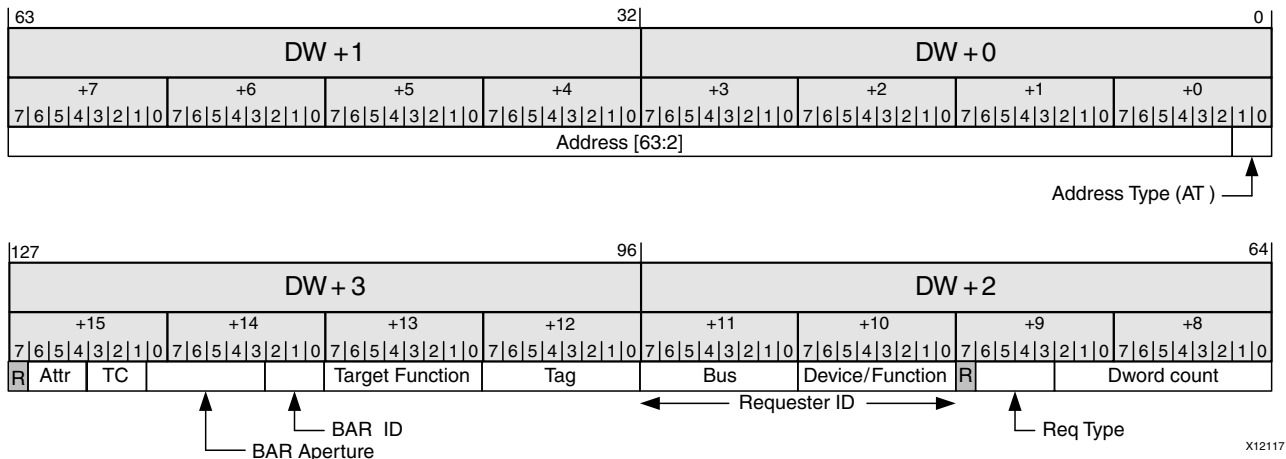 63 32 0
DW +1 DW +0
+7 +6 +5 +4 +3 +2 +1 +0
7 6 5 4 3 2 1 0 7 6 5 4 3 2 1 0 7 6 5 4 3 2 1 0 7 6 5 4 3 2 1 0 7 6 5 4 3 2 1 0 7 6 5 4 3 2 1 0 7 6 5 4 3 2 1 0 7 6 5 4 3 2 1 0
Address [63:2]
Address Type (AT )
127 96 64
DW + 3 DW +2
+15 +14 +13 +12 +11 +10 +9 +8
7 6 5 4 3 2 1 0 7 6 5 4 3 2 1 0 7 6 5 4 3 2 1 0 7 6 5 4 3 2 1 0 7 6 5 4 3 2 1 0 7 6 5 4 3 2 1 0 7 6 5 4 3 2 1 0 7 6 5 4 3 2 1 0
R Attr TC Target Function Tag Bus Device/Function R Dword count
Requester ID
BAR ID Req Type
BAR Aperture X12117